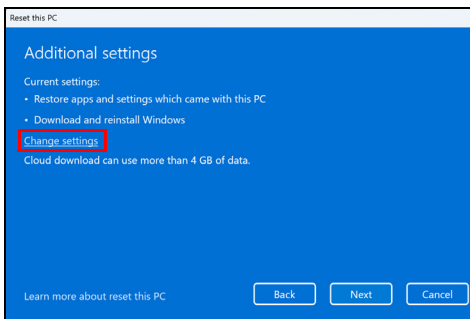 Reset this PC
Additional settings
Current settings:
• Restore apps and settings which came with this PC
• Download and reinstall Windows
Change settings
Cloud download can use more than 4 GB of data.
Learn more about reset this PC
Back
Next
Cancel